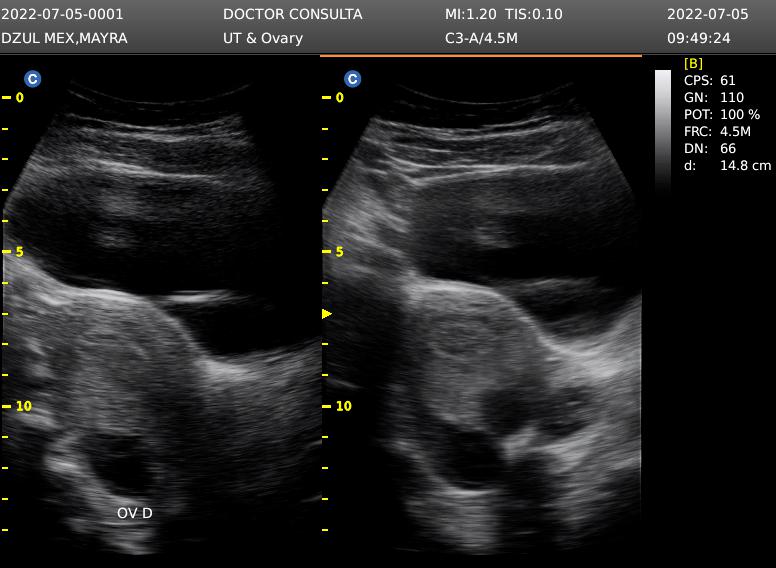 2022-07-05-0001 DOCTOR CONSULTA MI:1.20 TIS:0.10 2022-07-05
DZUL MEX,MAYRA UT & Ovary C3-A/4.5M 09:49:24
C C [B]
0 0 CPS: 61
GN: 110
POT: 100 %
FRC: 4.5M
DN: 66
d: 14.8 cm
5 5
10 10
OV D